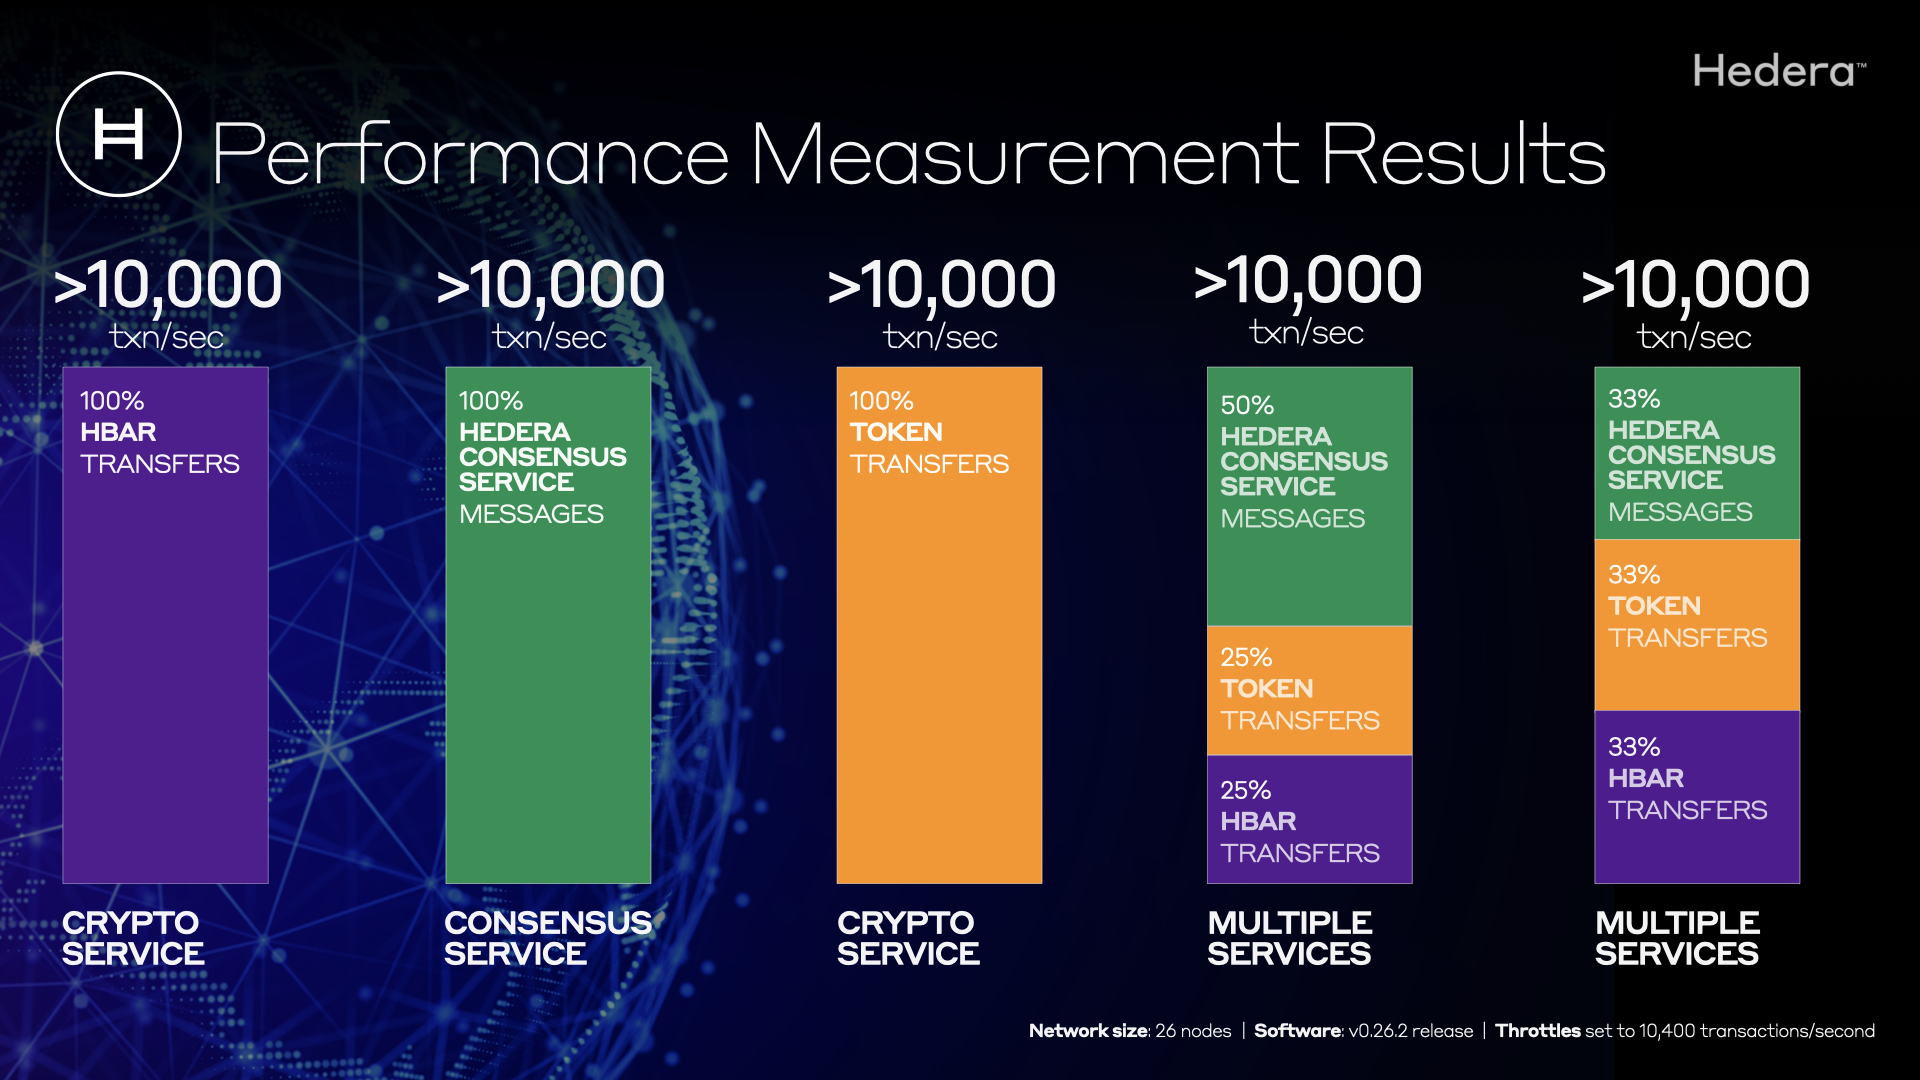 Hedera™
H Performance Measurement Results
>10,000
txn/sec
100%
HBAR
TRANSFERS
CRYPTO
SERVICE
>10,000
txn/sec
100%
HEDERA
CONSENSUS
SERVICE
MESSAGES
CONSENSUS
SERVICE
>10,000
txn/sec
100%
TOKEN
TRANSFERS
CRYPTO
SERVICE
>10,000
txn/sec
50%
HEDERA
CONSENSUS
SERVICE
MESSAGES
25%
TOKEN
TRANSFERS
25%
HBAR
TRANSFERS
MULTIPLE
SERVICES
>10,000
txn/sec
33%
HEDERA
CONSENSUS
SERVICE
MESSAGES
33%
TOKEN
TRANSFERS
33%
HBAR
TRANSFERS
MULTIPLE
SERVICES
Network size: 26 nodes | Software: v0.26.2 release | Throttles set to 10,400 transactions/second